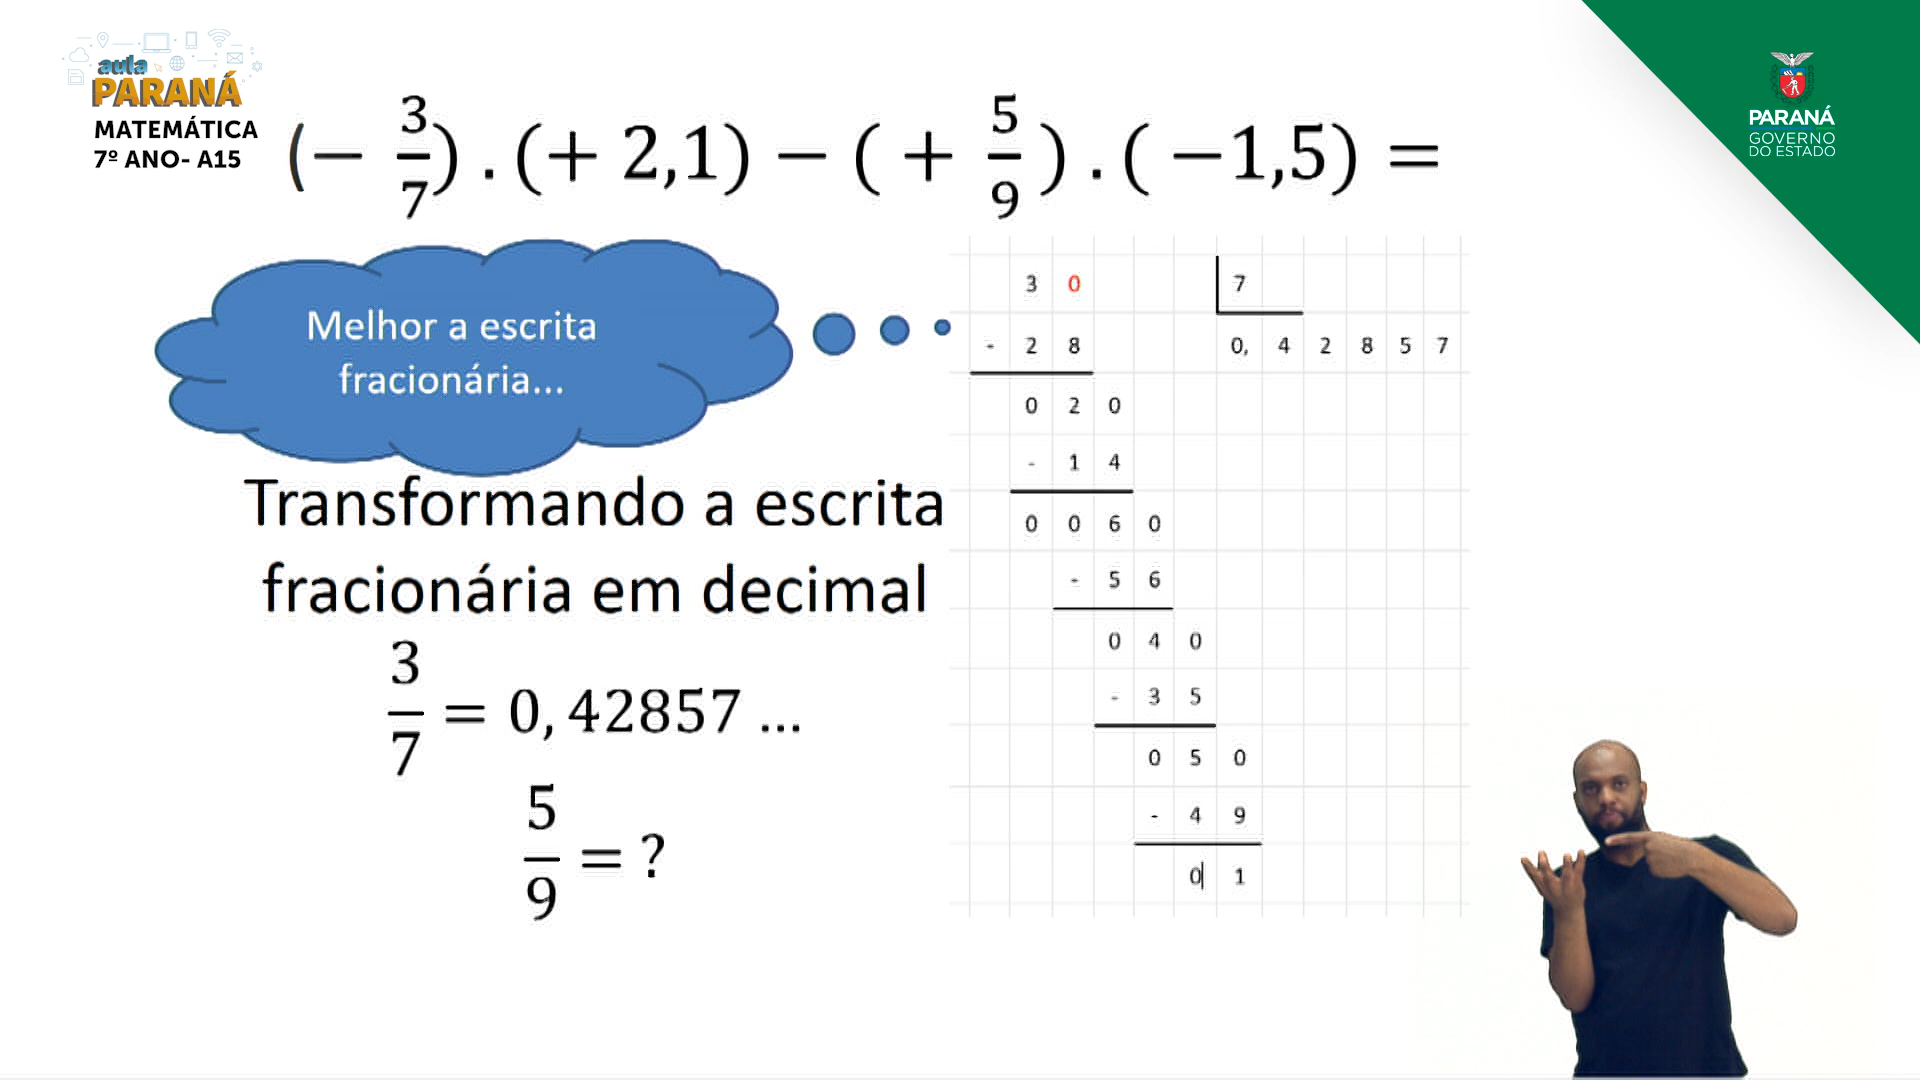 aula
PARANÁ
MATEMÁTICA
7º ANO- A15
(− 3/7) . (+ 2,1) − ( + 5/9 ) . ( −1,5) =
PARANÁ
GOVERNO
DO ESTADO
Melhor a escrita
fracionária...
Transformando a escrita
fracionária em decimal
3/7 = 0, 42857 ...
5/9 = ?
3 0 7
- 2 8 0, 4 2 8 5 7
0 2 0
- 1 4
0 0 6 0
- 5 6
0 4 0
- 3 5
0 5 0
- 4 9
0 1